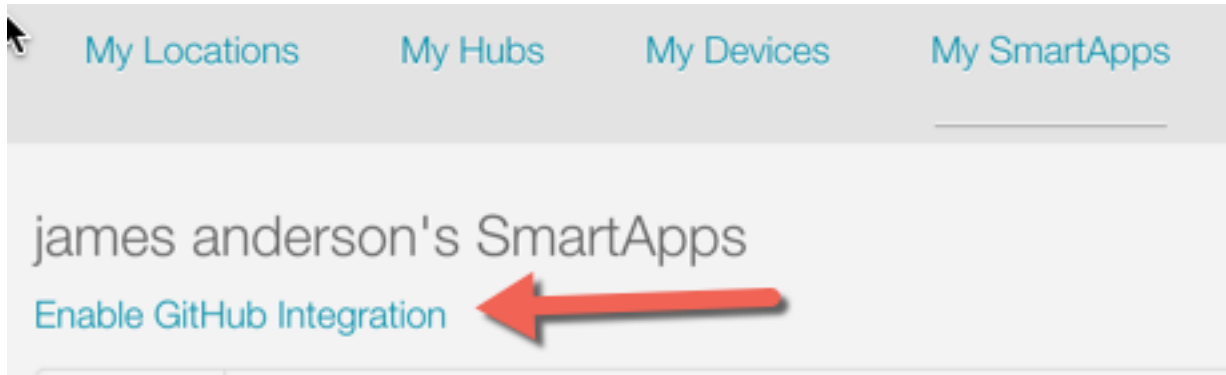 My Locations My Hubs My Devices My SmartApps
james anderson's SmartApps
Enable GitHub Integration